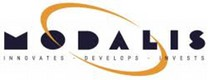 MODALIS
INNOVATES - DEVELOPS - INVESTS